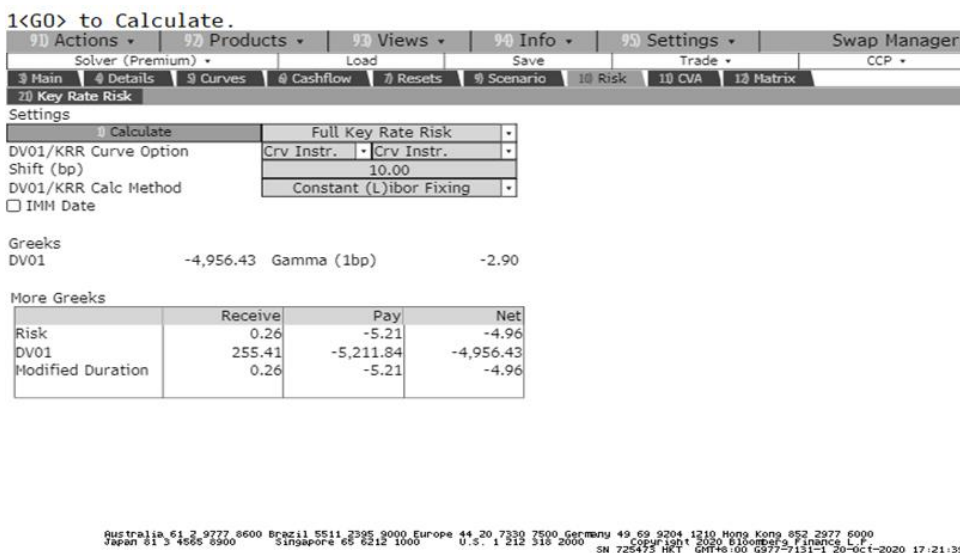 1<GO> to Calculate.
91) Actions 92) Products 93) Views 94) Info 95) Settings Swap Manager
Solver (Premium) Load Save Trade CCP
3) Main 4) Details 5) Curves 6) Cashflow 7) Resets 9) Scenario 10) Risk 11) CVA 12) Matrix
21) Key Rate Risk
Settings
1) Calculate Full Key Rate Risk
DV01/KRR Curve Option Crv Instr. Crv Instr.
Shift (bp) 10.00
DV01/KRR Calc Method Constant (L)ibor Fixing
IMM Date
Greeks
DV01 -4,956.43 Gamma (1bp) -2.90
More Greeks
Receive Pay Net
Risk 0.26 -5.21 -4.96
DV01 255.41 -5,211.84 -4,956.43
Modified Duration 0.26 -5.21 -4.96
Australia 61 2 9777 8600 Brazil 5511 2395 9000 Europe 44 20 7330 7500 Germany 49 69 9204 1210 Hong Kong 852 2977 6000
Japan 81 3 4565 8900 Singapore 65 6212 1000 U.S. 1 212 318 2000 Copyright 2020 Bloomberg Finance L.P.
SN 725473 HKT GMT+8:00 G977-7131-1 20-Oct-2020 17:21:3